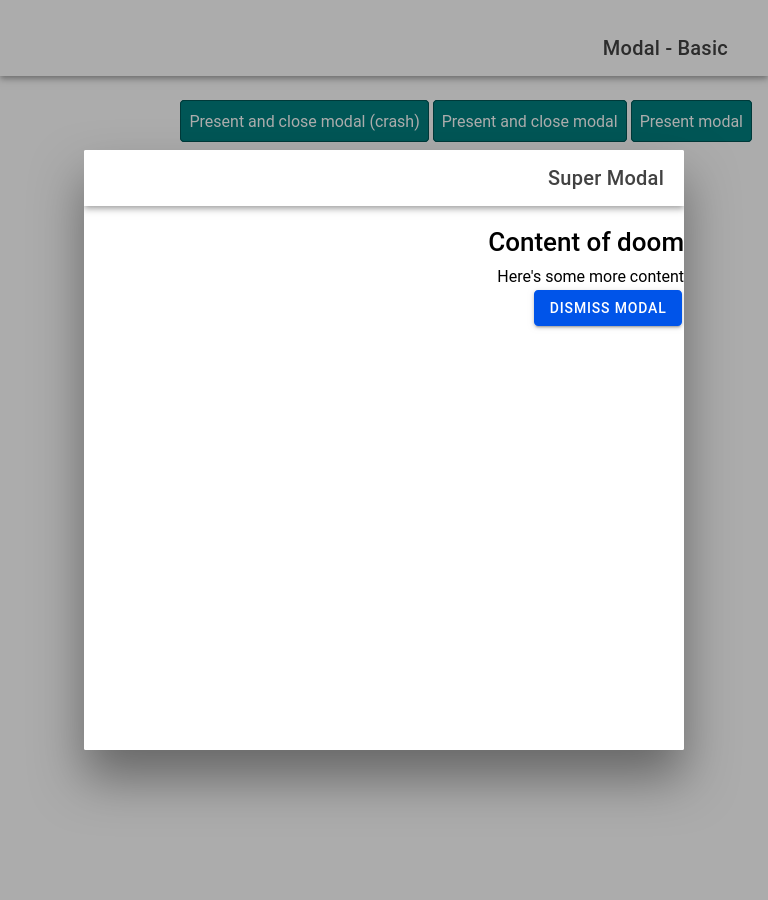 Modal - Basic
Present and close modal (crash) Present and close modal Present modal
Super Modal
Content of doom
Here's some more content
DISMISS MODAL